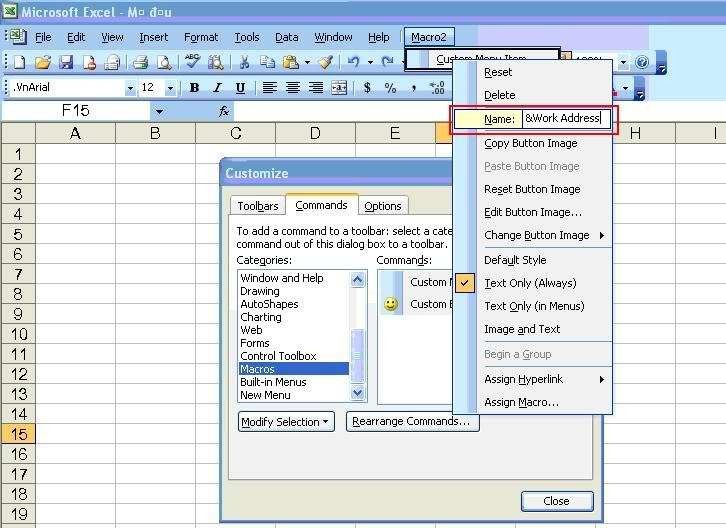 Microsoft Excel - Mở đầu
File Edit View Insert Format Tools Data Window Help Macro2
Custom Menu Item
.VnArial 12 B I U $ % ,
F15 fx
A B C D E H I
1
2
3
4
5
6
7
8
9
10
11
12
13
14
15
16
17
18
19
Customize
Toolbars Commands Options
To add a command to a toolbar: select a cate
command out of this dialog box to a toolbar.
Categories: Commands:
Window and Help
Drawing
AutoShapes
Charting
Web
Forms
Control Toolbox
Macros
Built-in Menus
New Menu
Custom
Custom
Modify Selection Rearrange Commands...
Close
Reset
Delete
Name: &Work Address
Copy Button Image
Paste Button Image
Reset Button Image
Edit Button Image...
Change Button Image
Default Style
Text Only (Always)
Text Only (in Menus)
Image and Text
Begin a Group
Assign Hyperlink
Assign Macro...